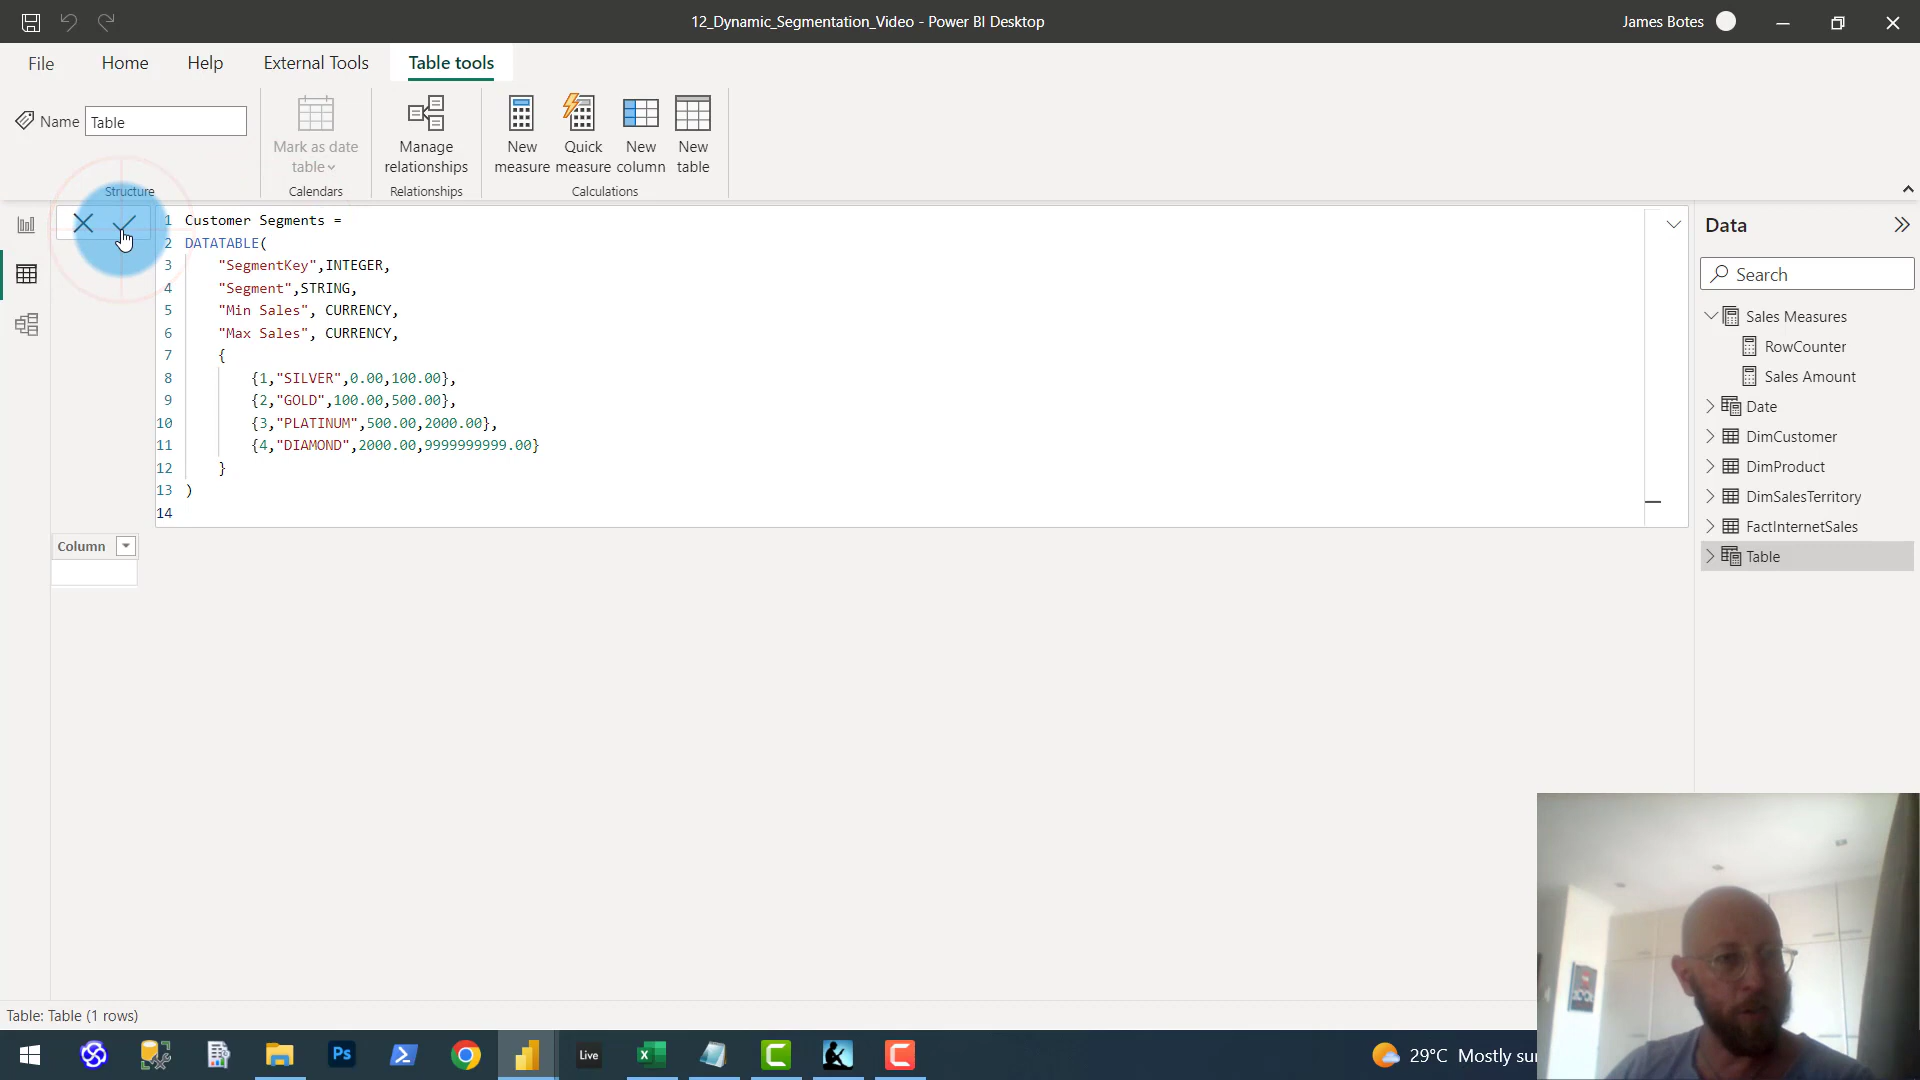 12_Dynamic_Segmentation_Video - Power BI Desktop
James Botes
File
Home
Help
External Tools
Table tools
Name
Table
Mark as date
table
Manage
relationships
New
measure
Quick
measure
New
column
New
table
Structure
Calendars
Relationships
Calculations
1 Customer Segments =
2 DATATABLE(
3 "SegmentKey",INTEGER,
4 "Segment",STRING,
5 "Min Sales", CURRENCY,
6 "Max Sales", CURRENCY,
7 {
8 {1,"SILVER",0.00,100.00},
9 {2,"GOLD",100.00,500.00},
10 {3,"PLATINUM",500.00,2000.00},
11 {4,"DIAMOND",2000.00,9999999999.00}
12 }
13 )
14
Column
Data
Search
Sales Measures
RowCounter
Sales Amount
Date
DimCustomer
DimProduct
DimSalesTerritory
FactInternetSales
Table
Table: Table (1 rows)
Ps
Live
29°C Mostly sun